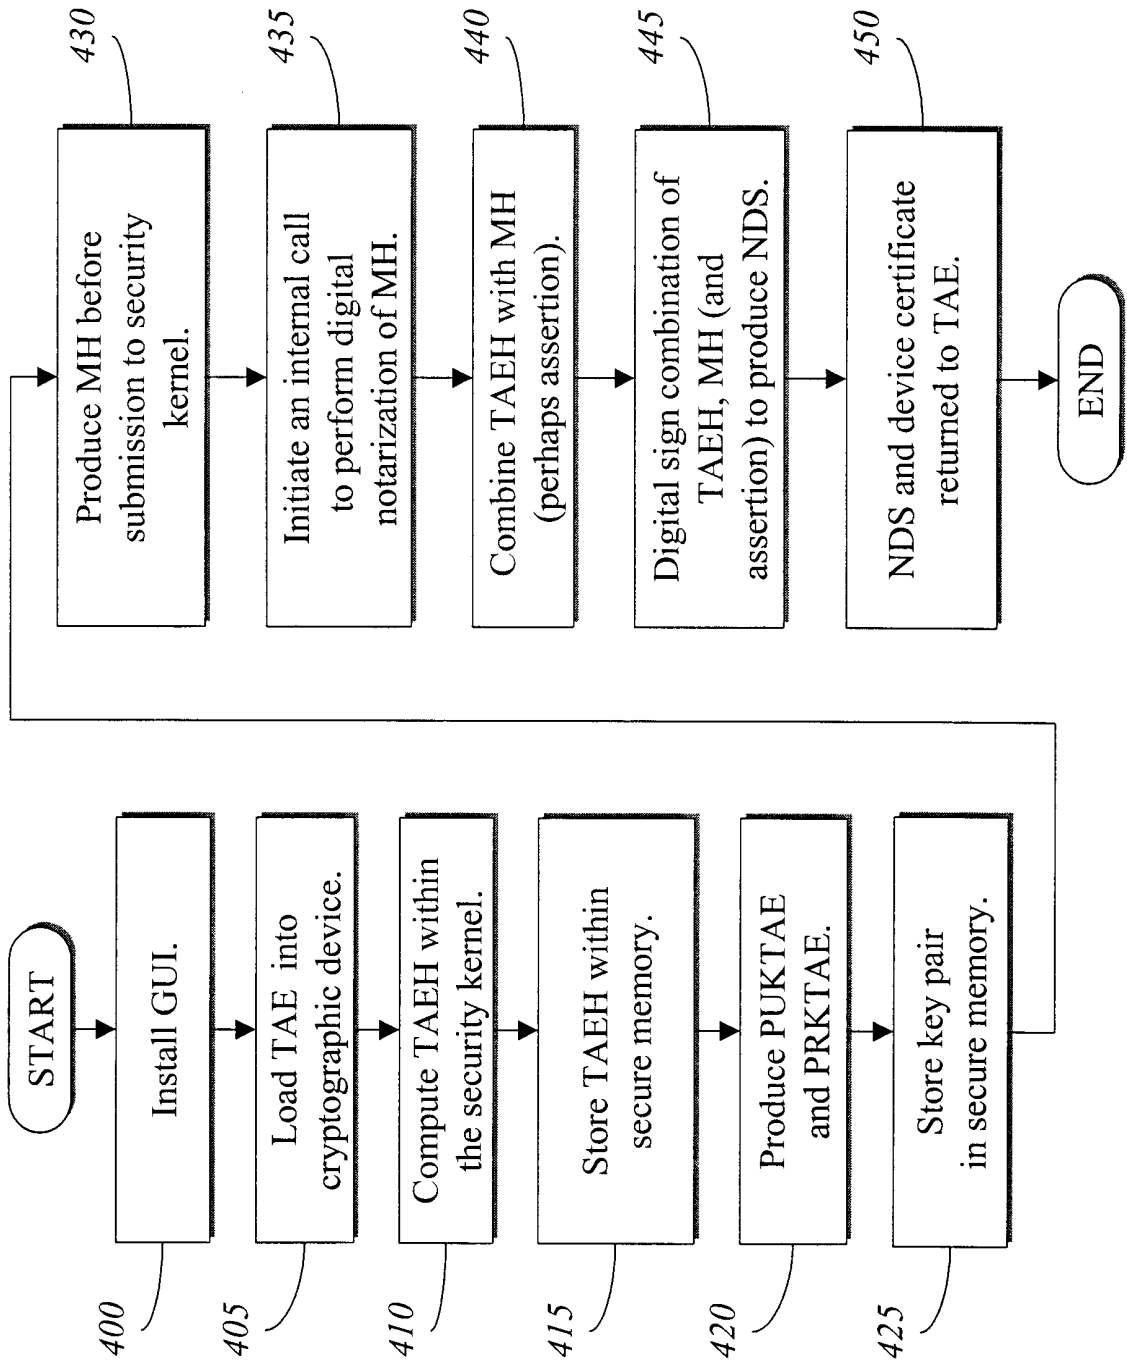 START
400
Install GUI.
405
Load TAE into
cryptographic device.
410
Compute TAEH within
the security kernel.
415
Store TAEH within
secure memory.
420
Produce PUKTAE
and PRKTAE.
425
Store key pair
in secure memory.
430
Produce MH before
submission to security
kernel.
435
Initiate an internal call
to perform digital
notarization of MH.
440
Combine TAEH with MH
(perhaps assertion).
445
Digital sign combination of
TAEH, MH (and
assertion) to produce NDS.
450
NDS and device certificate
returned to TAE.
END